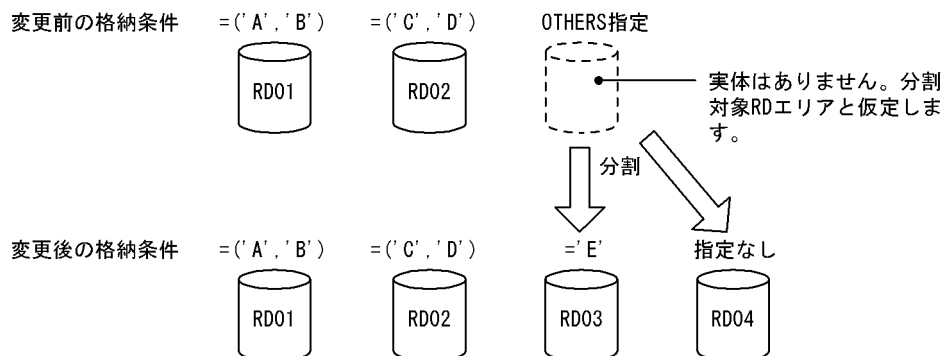 変更前の格納条件 =('A','B') =('C','D') OTHERS指定
RD01 RD02
実体はありません。分割
対象RDエリアと仮定しま
す。
分割
変更後の格納条件 =('A','B') =('C','D') ='E' 指定なし
RD01 RD02 RD03 RD04